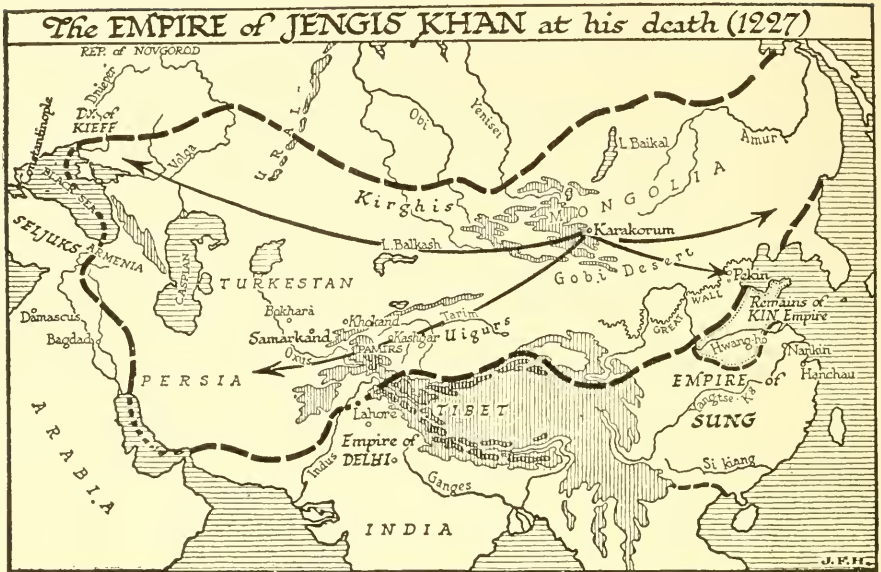 The EMPIRE of JENGIS KHAN at his death (1227)
REP. of NOVGOROD
Dnieper
Dy. of
KIEFF
Constantinople
Volga
URAL
Obi
Yenisei
L. Baikal
Amur
BLACK SEA
Kirghis
MONGOLIA
Karakorum
SELJUKS
ARMENIA
CASPIAN
L. Balkash
Gobi Desert
Pekin
TURKESTAN
GREAT WALL
Remains of
KIN Empire
Damascus
Bagdad
Bokhara
Khokand
Samarkand
Kashgar
Tarim
Uigurs
Oxus
PAMIRS
Hwang-ho
Nankin
Hanchau
PERSIA
EMPIRE of
SUNG
Yangtse-K.
TIBET
Lahore
Empire of
DELHI
ARABIA
Indus
Ganges
Si kiang
INDIA
J.F.H.